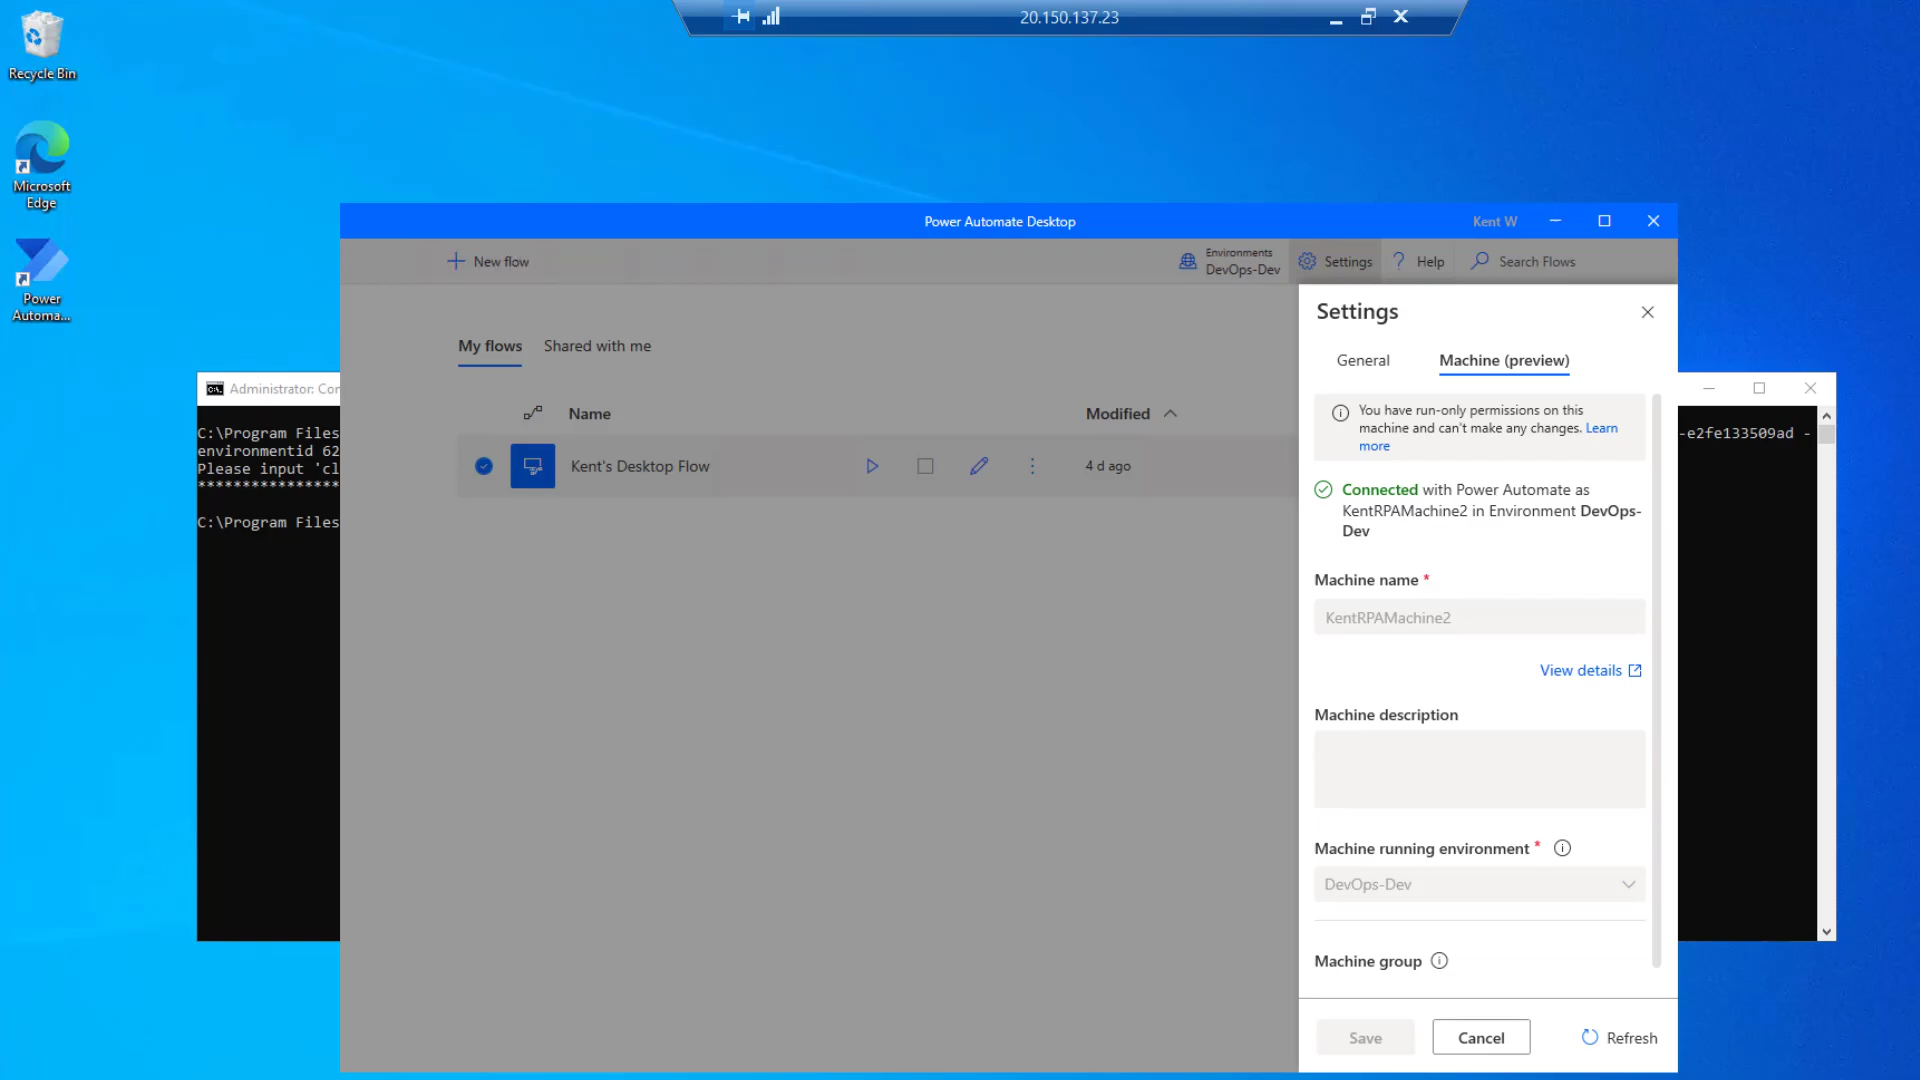 20.150.137.23
Recycle Bin
Microsoft
Edge
Power
Automa...
Power Automate Desktop
Kent W
New flow
Environments
DevOps-Dev
Settings
Help
Search Flows
My flows
Shared with me
Name
Modified
Kent's Desktop Flow
4 d ago
Administrator: Cor
C:\Program Files
environmentid 62
Please input 'cl
****************
C:\Program Files
-e2fe133509ad -
Settings
General
Machine (preview)
You have run-only permissions on this
machine and can't make any changes. Learn
more
Connected with Power Automate as
KentRPAMachine2 in Environment DevOps-
Dev
Machine name *
KentRPAMachine2
View details
Machine description
Machine running environment *
DevOps-Dev
Machine group
Save
Cancel
Refresh